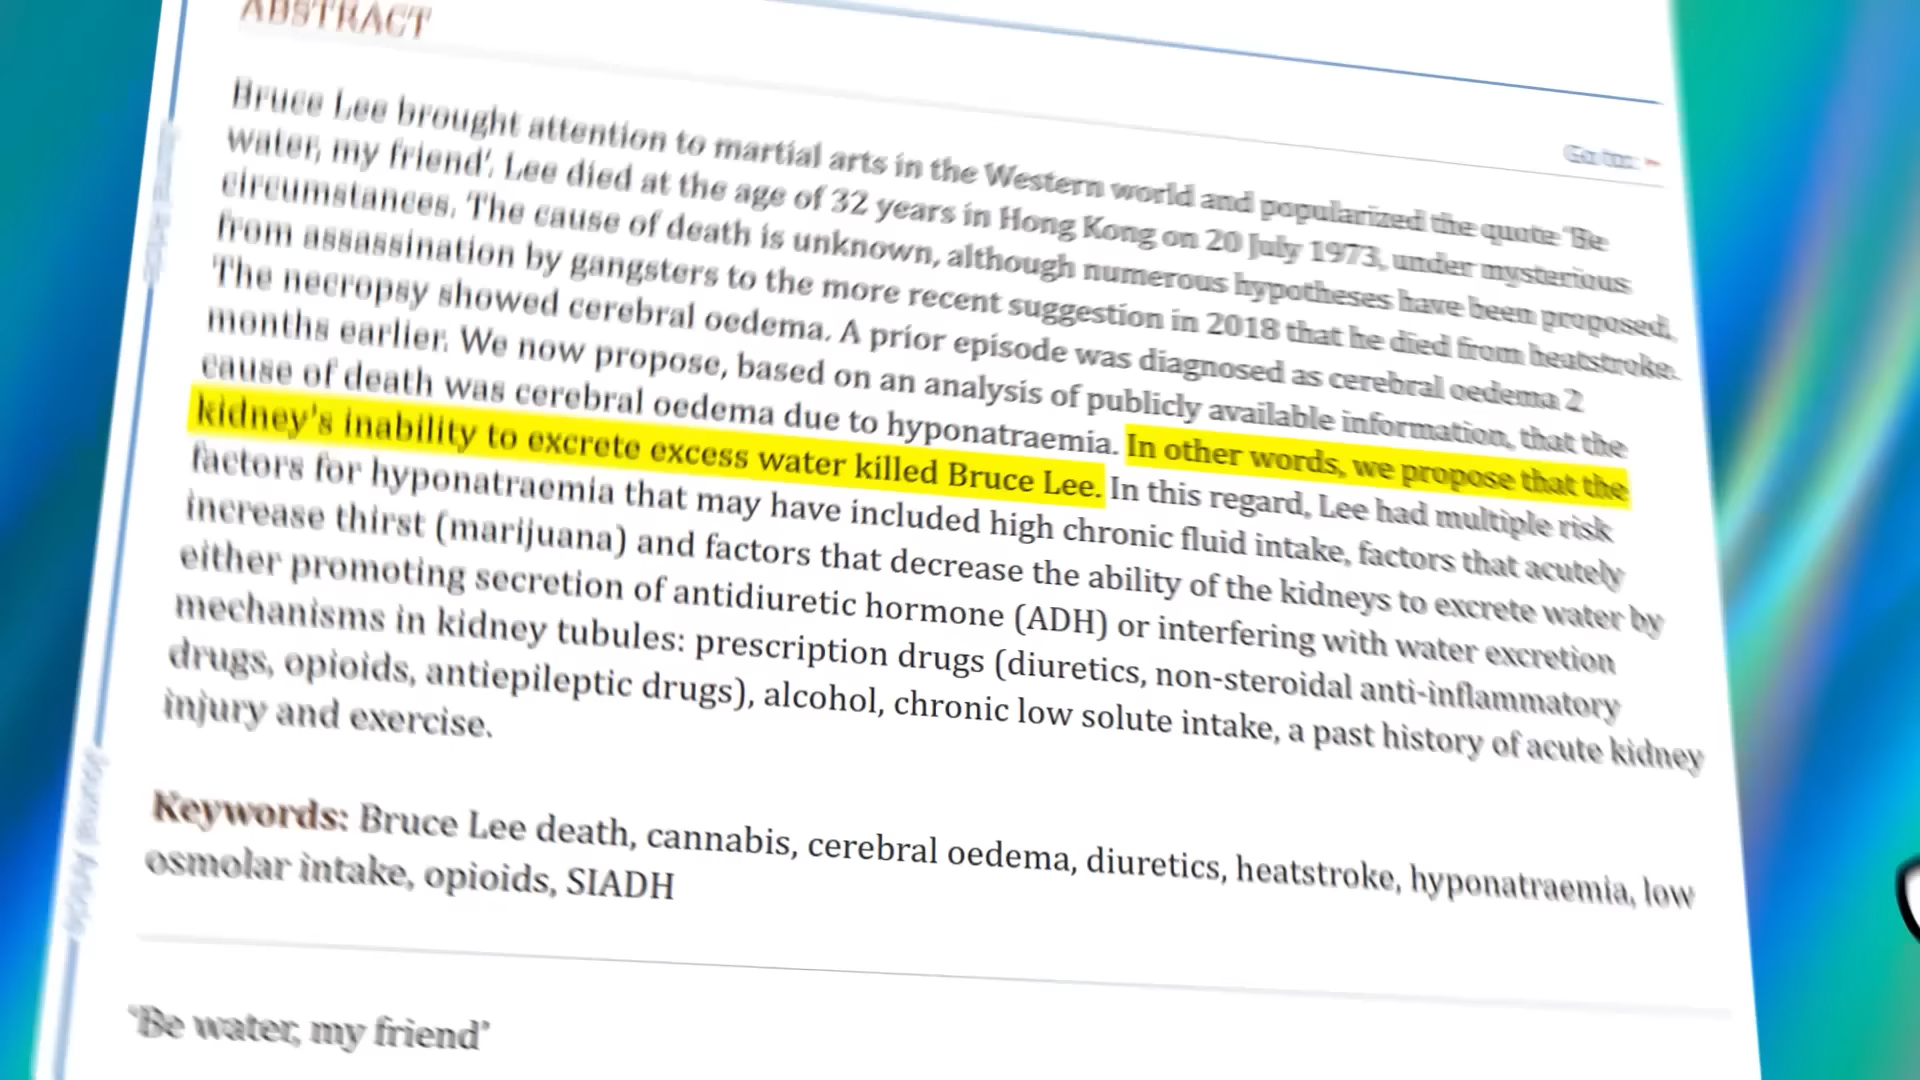 ABSTRACT
Go to:
Bruce Lee brought attention to martial arts in the Western world and popularized the quote 'Be
water, my friend'. Lee died at the age of 32 years in Hong Kong on 20 July 1973, under mysterious
circumstances. The cause of death is unknown, although numerous hypotheses have been proposed,
from assassination by gangsters to the more recent suggestion in 2018 that he died from heatstroke.
The necropsy showed cerebral oedema. A prior episode was diagnosed as cerebral oedema 2
months earlier. We now propose, based on an analysis of publicly available information, that the
cause of death was cerebral oedema due to hyponatraemia. In other words, we propose that the
kidney's inability to excrete excess water killed Bruce Lee. In this regard, Lee had multiple risk
factors for hyponatraemia that may have included high chronic fluid intake, factors that acutely
increase thirst (marijuana) and factors that decrease the ability of the kidneys to excrete water by
either promoting secretion of antidiuretic hormone (ADH) or interfering with water excretion
mechanisms in kidney tubules: prescription drugs (diuretics, non-steroidal anti-inflammatory
drugs, opioids, antiepileptic drugs), alcohol, chronic low solute intake, a past history of acute kidney
injury and exercise.
Keywords: Bruce Lee death, cannabis, cerebral oedema, diuretics, heatstroke, hyponatraemia, low
osmolar intake, opioids, SIADH
'Be water, my friend'
Journal Article